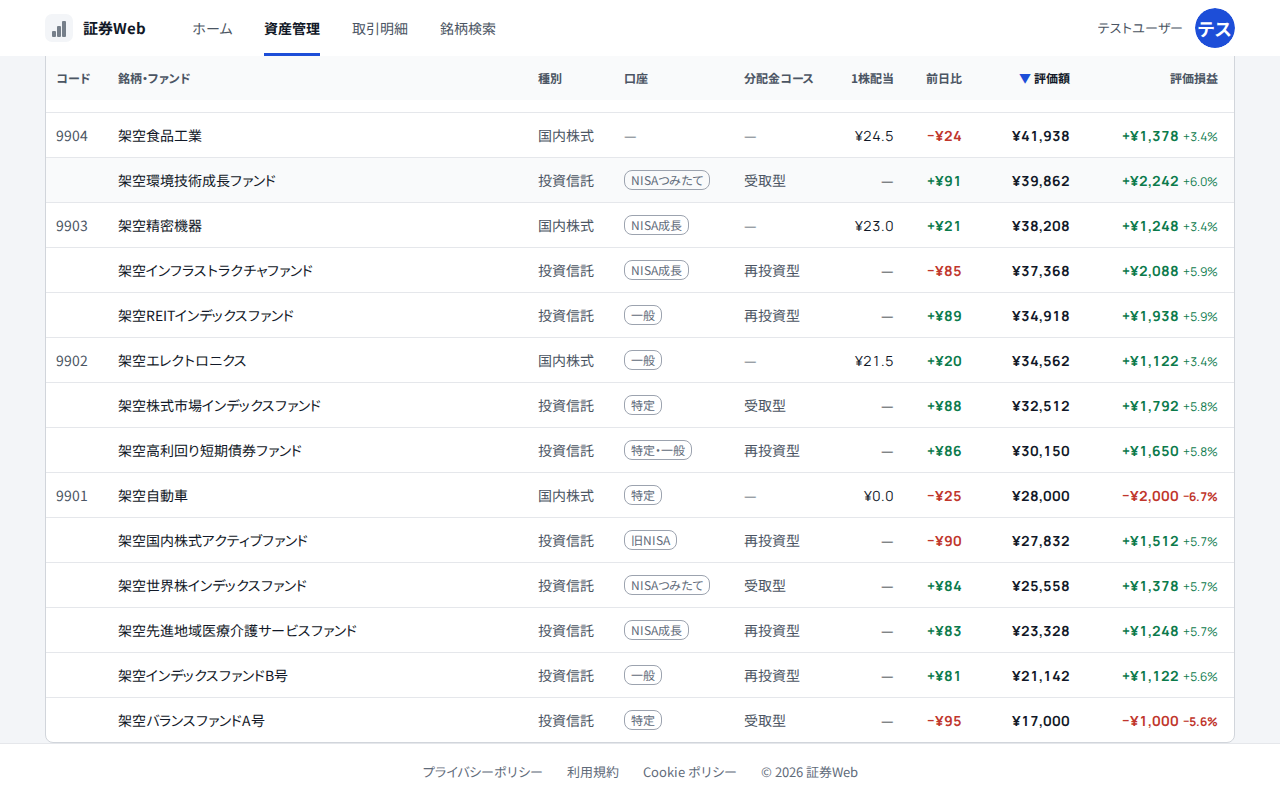 証券Web ホーム 資産管理 取引明細 銘柄検索 テストユーザー テス
コード 銘柄・ファンド 種別 口座 分配金コース 1株配当 前日比 ▼ 評価額 評価損益
9904 架空食品工業 国内株式 — — ¥24.5 −¥24 ¥41,938 +¥1,378 +3.4%
架空環境技術成長ファンド 投資信託 NISAつみたて 受取型 — +¥91 ¥39,862 +¥2,242 +6.0%
9903 架空精密機器 国内株式 NISA成長 — ¥23.0 +¥21 ¥38,208 +¥1,248 +3.4%
架空インフラストラクチャファンド 投資信託 NISA成長 再投資型 — −¥85 ¥37,368 +¥2,088 +5.9%
架空REITインデックスファンド 投資信託 一般 再投資型 — +¥89 ¥34,918 +¥1,938 +5.9%
9902 架空エレクトロニクス 国内株式 一般 — ¥21.5 +¥20 ¥34,562 +¥1,122 +3.4%
架空株式市場インデックスファンド 投資信託 特定 受取型 — +¥88 ¥32,512 +¥1,792 +5.8%
架空高利回り短期債券ファンド 投資信託 特定・一般 再投資型 — +¥86 ¥30,150 +¥1,650 +5.8%
9901 架空自動車 国内株式 特定 — ¥0.0 −¥25 ¥28,000 −¥2,000 −6.7%
架空国内株式アクティブファンド 投資信託 旧NISA 再投資型 — −¥90 ¥27,832 +¥1,512 +5.7%
架空世界株インデックスファンド 投資信託 NISAつみたて 受取型 — +¥84 ¥25,558 +¥1,378 +5.7%
架空先進地域医療介護サービスファンド 投資信託 NISA成長 再投資型 — +¥83 ¥23,328 +¥1,248 +5.7%
架空インデックスファンドB号 投資信託 一般 再投資型 — +¥81 ¥21,142 +¥1,122 +5.6%
架空バランスファンドA号 投資信託 特定 受取型 — −¥95 ¥17,000 −¥1,000 −5.6%
プライバシーポリシー 利用規約 Cookie ポリシー © 2026 証券Web